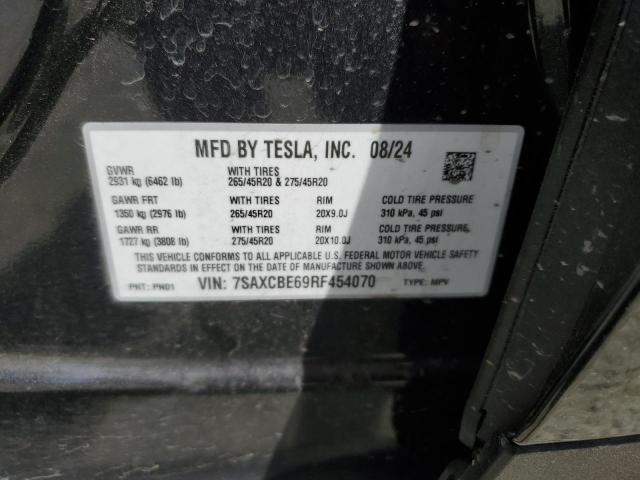 MFD BY TESLA, INC. 08/24
GVWR WITH TIRES
2931 kg (6462 lb) 265/45R20 & 275/45R20
GAWR FRT WITH TIRES RIM COLD TIRE PRESSURE
1350 kg (2976 lb) 265/45R20 20X9.0J 310 kPa, 45 psi
GAWR RR WITH TIRES RIM COLD TIRE PRESSURE
1727 kg (3808 lb) 275/45R20 20X10.0J 310 kPa, 45 psi
THIS VEHICLE CONFORMS TO ALL APPLICABLE U.S. FEDERAL MOTOR VEHICLE SAFETY
STANDARDS IN EFFECT ON THE DATE OF MANUFACTURE SHOWN ABOVE.
PNT: PN01 VIN: 7SAXCBE69RF454070 TYPE: MPV